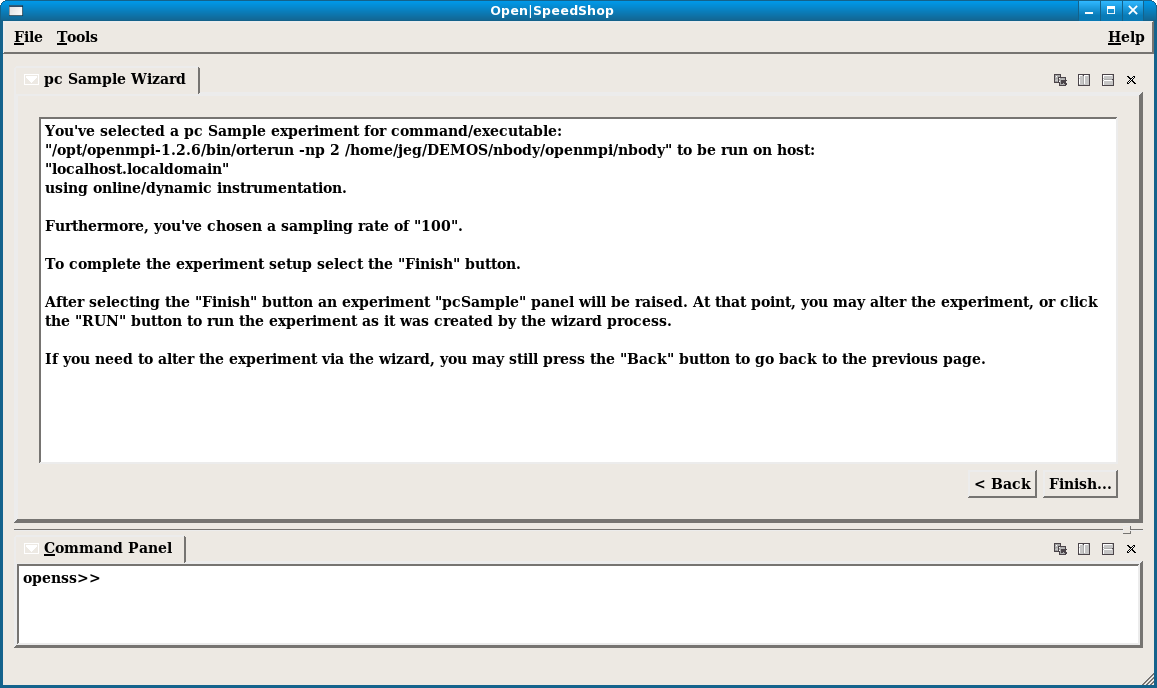 Open|SpeedShop
File Tools Help
pc Sample Wizard
You've selected a pc Sample experiment for command/executable:
"/opt/openmpi-1.2.6/bin/orterun -np 2 /home/jeg/DEMOS/nbody/openmpi/nbody" to be run on host:
"localhost.localdomain"
using online/dynamic instrumentation.
Furthermore, you've chosen a sampling rate of "100".
To complete the experiment setup select the "Finish" button.
After selecting the "Finish" button an experiment "pcSample" panel will be raised. At that point, you may alter the experiment, or click
the "RUN" button to run the experiment as it was created by the wizard process.
If you need to alter the experiment via the wizard, you may still press the "Back" button to go back to the previous page.
< Back Finish...
Command Panel
openss>>